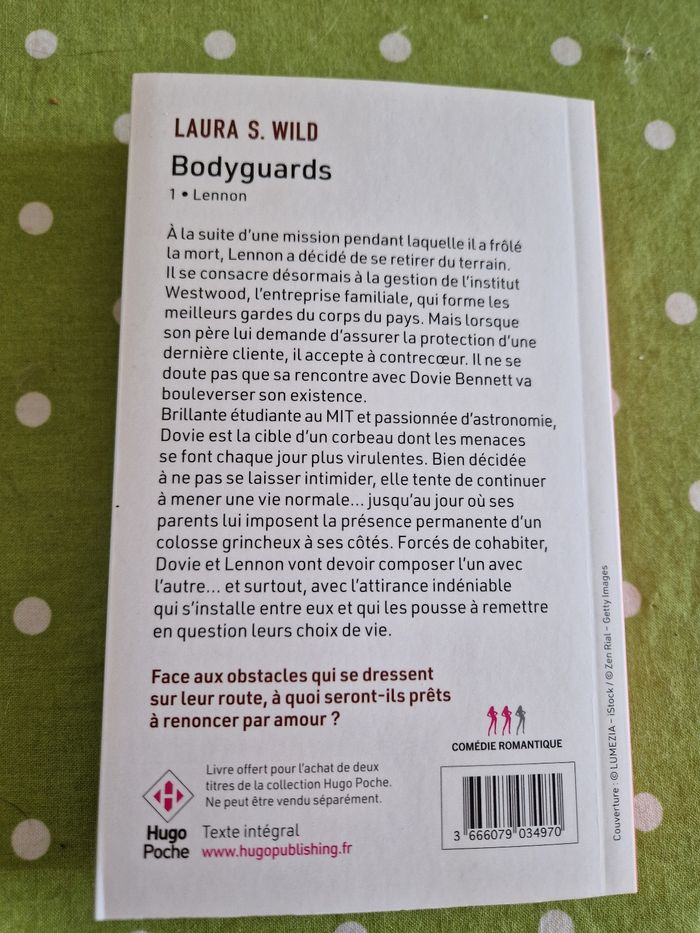 LAURA S. WILD
Bodyguards
1 • Lennon
À la suite d'une mission pendant laquelle il a frôlé
la mort, Lennon a décidé de se retirer du terrain.
Il se consacre désormais à la gestion de l'institut
Westwood, l'entreprise familiale, qui forme les
meilleurs gardes du corps du pays. Mais lorsque
son père lui demande d'assurer la protection d'une
dernière cliente, il accepte à contrecœur. Il ne se
doute pas que sa rencontre avec Dovie Bennett va
bouleverser son existence.
Brillante étudiante au MIT et passionnée d'astronomie,
Dovie est la cible d'un corbeau dont les menaces
se font chaque jour plus virulentes. Bien décidée
à ne pas se laisser intimider, elle tente de continuer
à mener une vie normale... jusqu'au jour où ses
parents lui imposent la présence permanente d'un
colosse grincheux à ses côtés. Forcés de cohabiter,
Dovie et Lennon vont devoir composer l'un avec
l'autre... et surtout, avec l'attirance indéniable
qui s'installe entre eux et qui les pousse à remettre
en question leurs choix de vie.
Face aux obstacles qui se dressent
sur leur route, à quoi seront-ils prêts
à renoncer par amour ?
COMÉDIE ROMANTIQUE
Livre offert pour l'achat de deux
titres de la collection Hugo Poche.
Ne peut être vendu séparément.
Hugo
Poche
Texte intégral
www.hugopublishing.fr
3 666079 034970
Couverture : © LUMEZIA – iStock / © Zen Rial – Getty Images